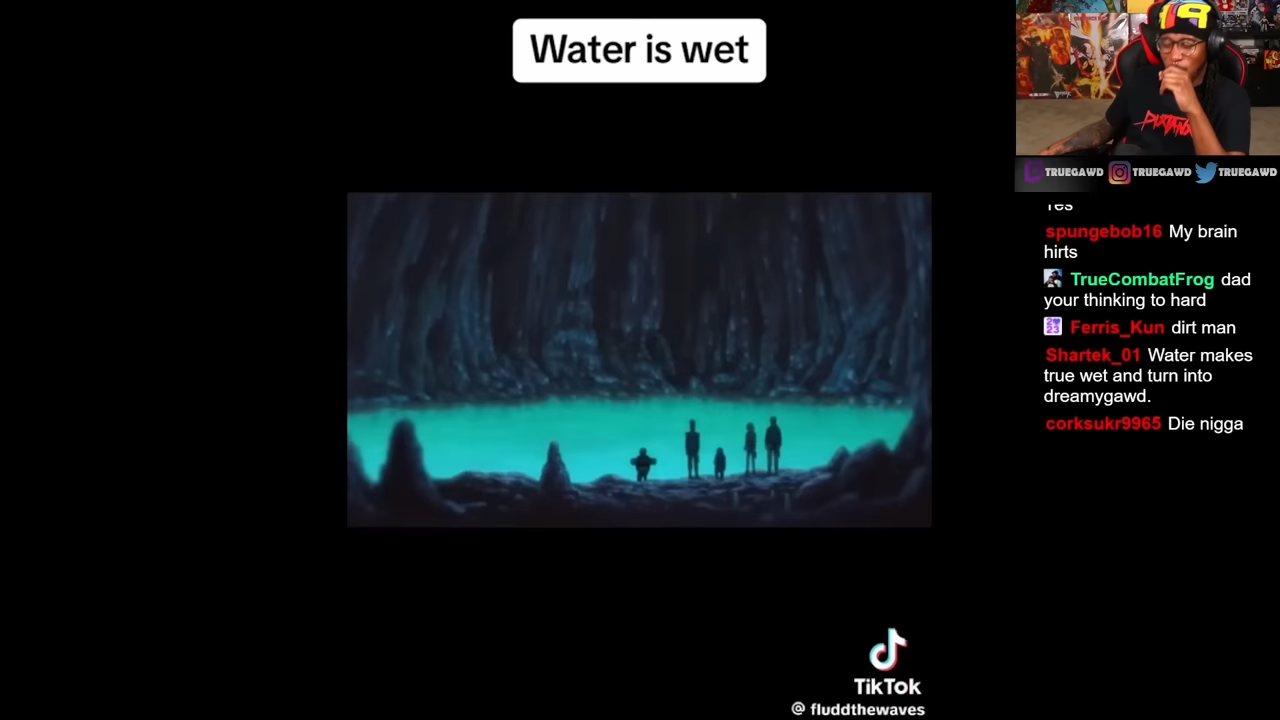 Water is wet
TRUEGAWD TRUEGAWD TRUEGAWD
Yes
spungebob16 My brain
hirts
TrueCombatFrog dad
your thinking to hard
Ferris_Kun dirt man
Shartek_01 Water makes
true wet and turn into
dreamygawd.
corksukr9965 Die nigga
TikTok
@ fluddthewaves